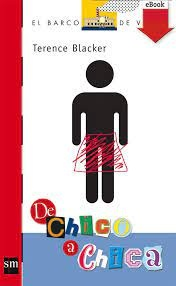 eBook
EL BARCO DE V
Terence Blacker
De
Chico
a Chica
sm